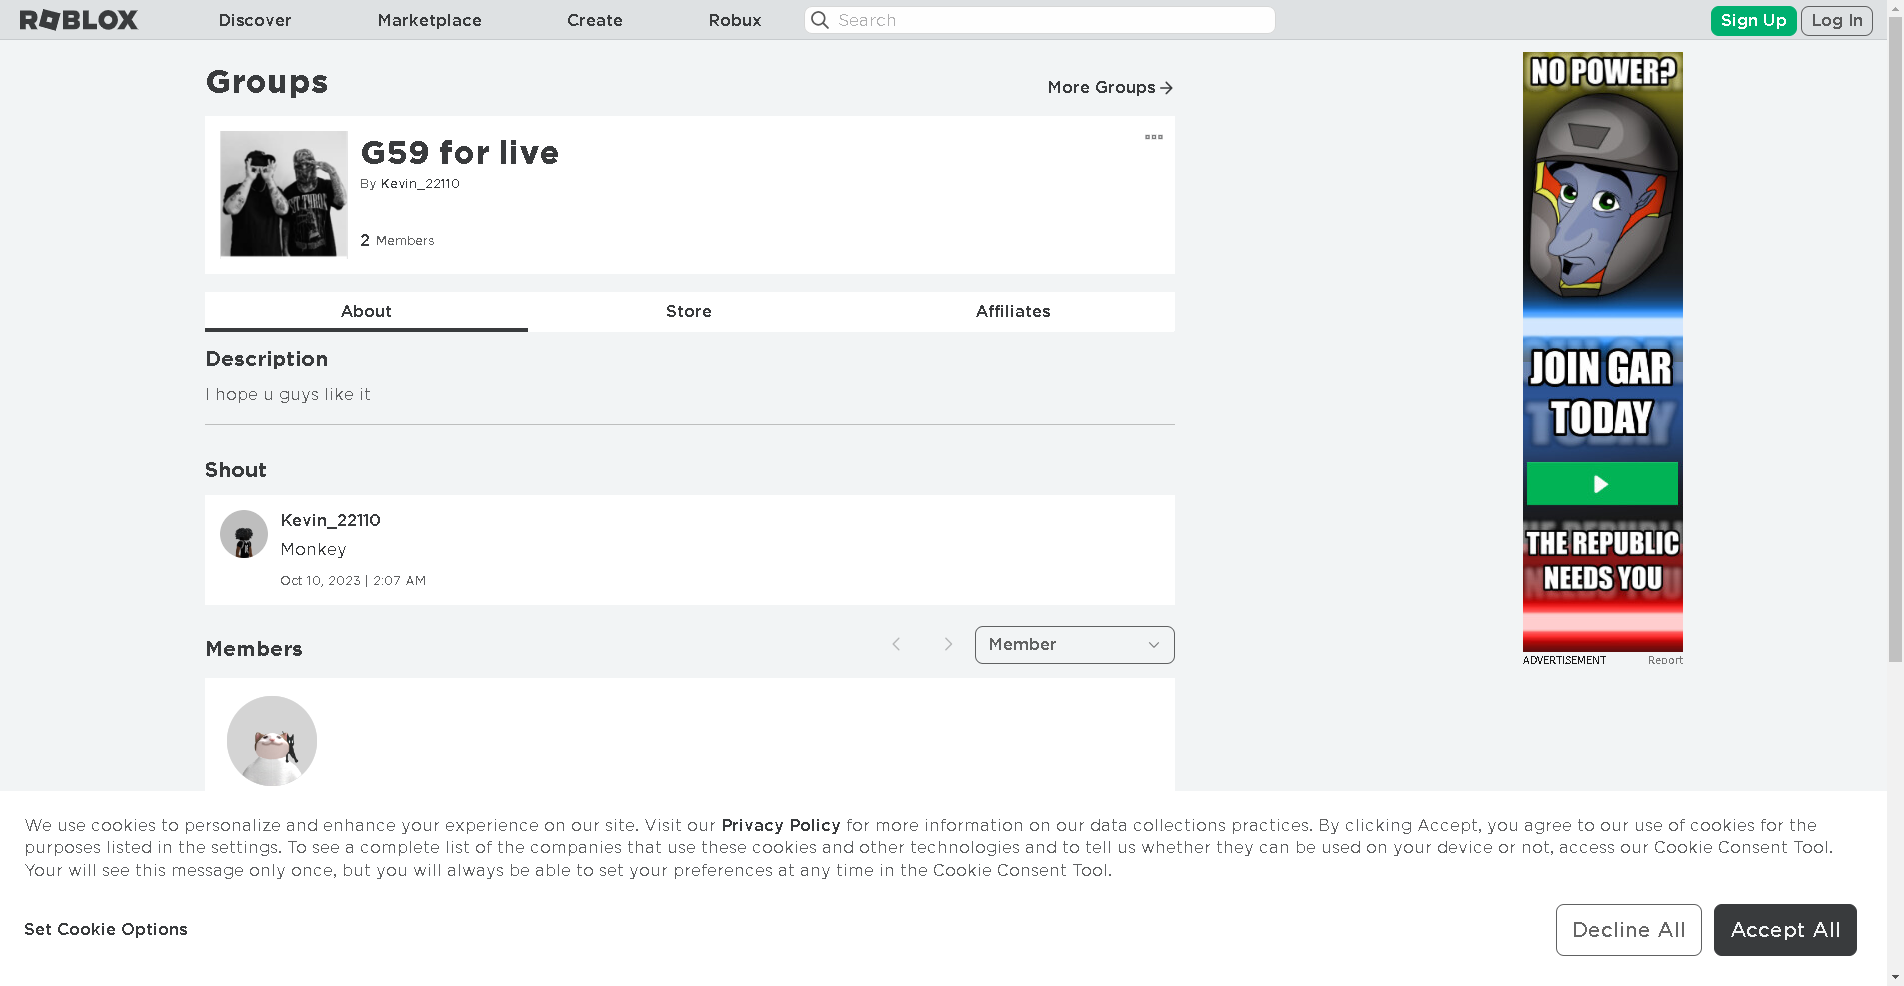 ROBLOX
Discover
Marketplace
Create
Robux
Search
Sign Up
Log In
Groups
More Groups
G59 for live
By Kevin_22110
2 Members
About
Store
Affiliates
Description
I hope u guys like it
Shout
Kevin_22110
Monkey
Oct 10, 2023 | 2:07 AM
Members
Member
NO POWER?
JOIN GAR
TODAY
THE REPUBLIC
NEEDS YOU
ADVERTISEMENT
Report
We use cookies to personalize and enhance your experience on our site. Visit our Privacy Policy for more information on our data collections practices. By clicking Accept, you agree to our use of cookies for the
purposes listed in the settings. To see a complete list of the companies that use these cookies and other technologies and to tell us whether they can be used on your device or not, access our Cookie Consent Tool.
Your will see this message only once, but you will always be able to set your preferences at any time in the Cookie Consent Tool.
Set Cookie Options
Decline All
Accept All